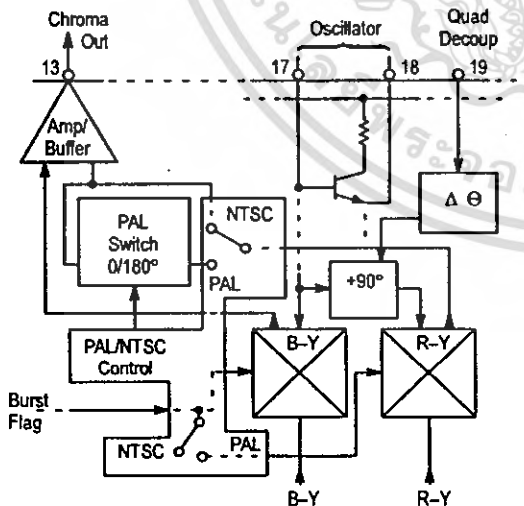 Chroma
Out
Oscillator
Quad
Decoup
13
17
18
19
Amp/
Buffer
Δ Θ
NTSC
PAL
Switch
0/180°
PAL
+90°
PAL/NTSC
Control
B–Y
R–Y
Burst
Flag
NTSC
PAL
B–Y
R–Y